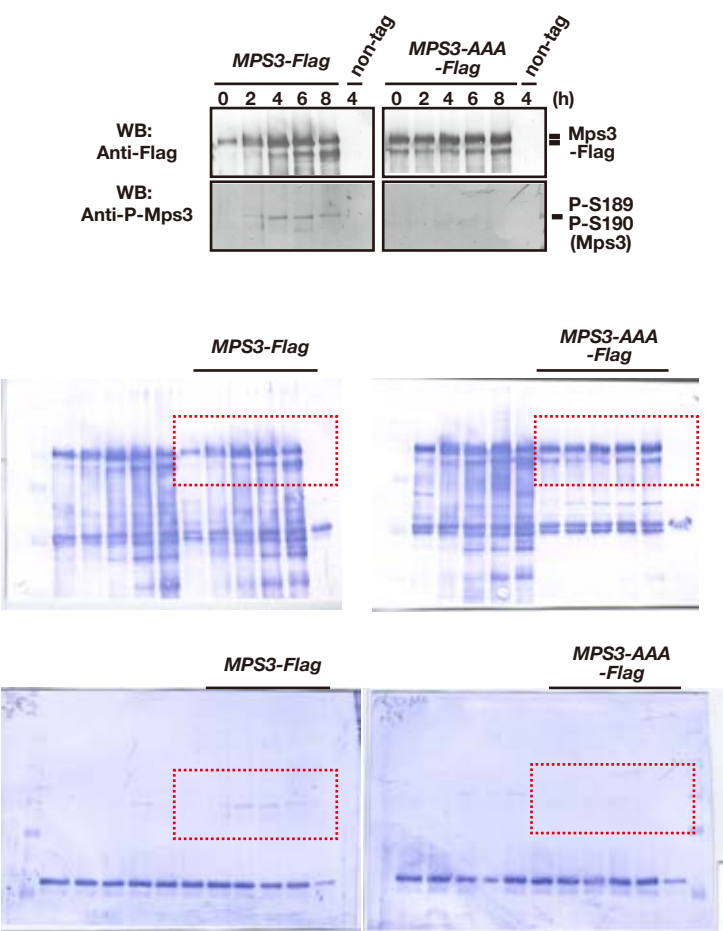 MPS3-Flag
non-tag
MPS3-AAA
-Flag
non-tag
0 2 4 6 8 4 0 2 4 6 8 4 (h)
WB:
Anti-Flag
Mps3
-Flag
WB:
Anti-P-Mps3
P-S189
P-S190
(Mps3)
MPS3-Flag
MPS3-AAA
-Flag
MPS3-Flag
MPS3-AAA
-Flag